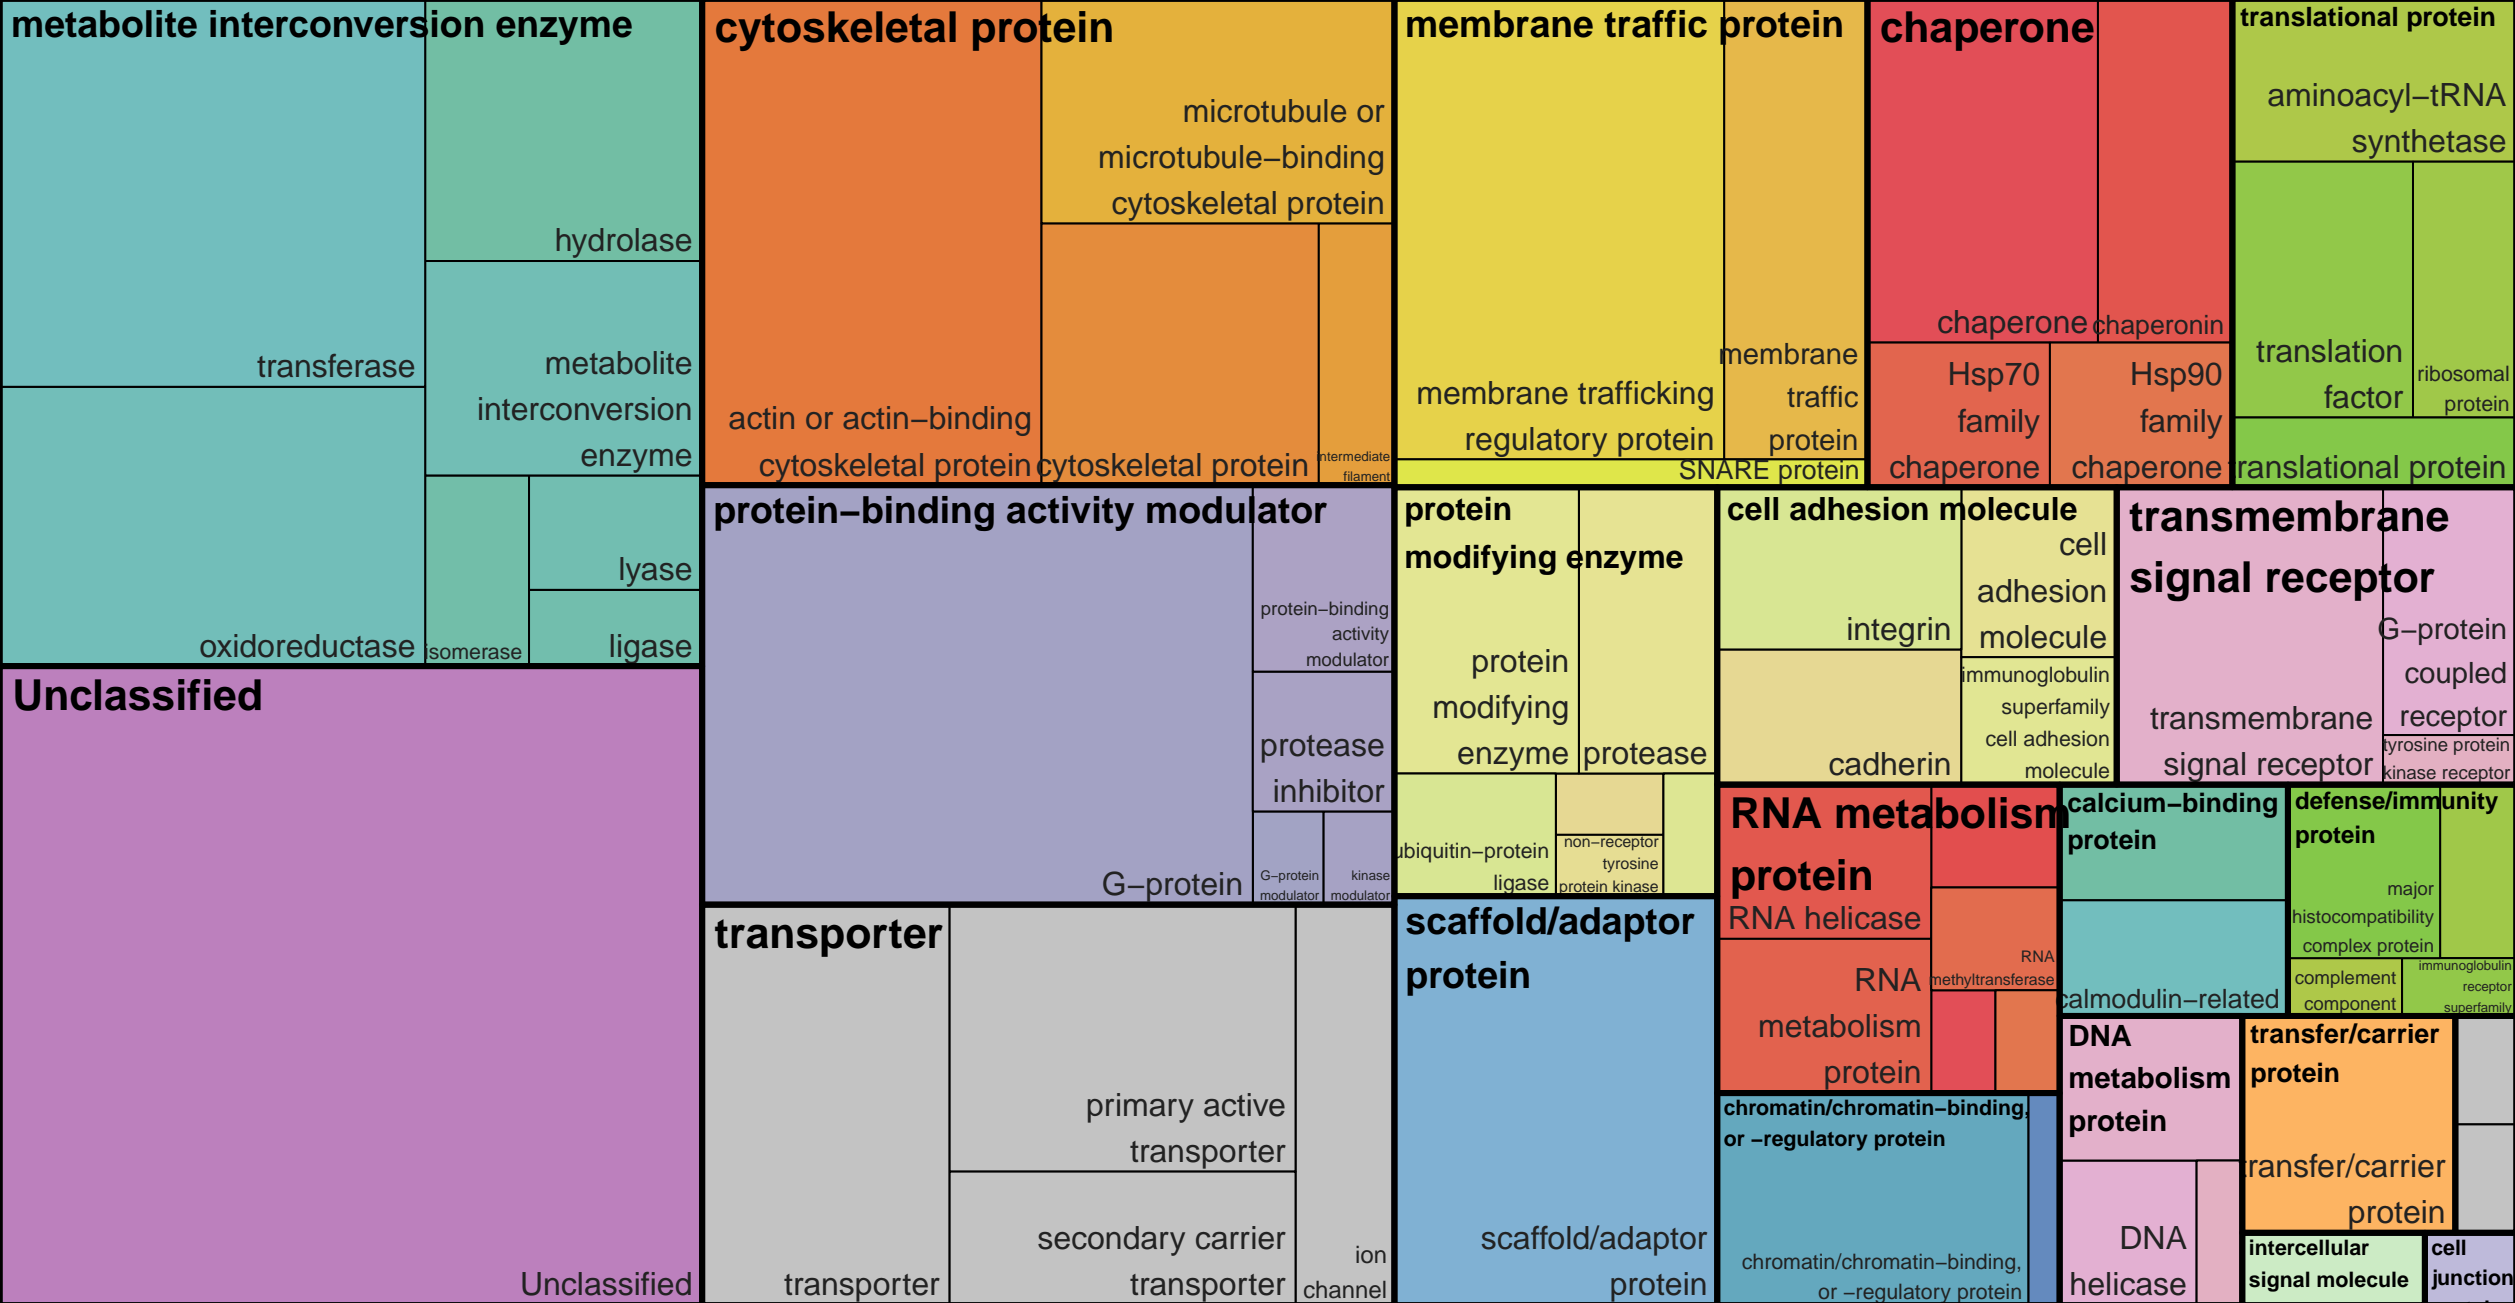 metabolite interconversion enzyme
transferase
hydrolase
metabolite
interconversion
enzyme
oxidoreductase
isomerase
lyase
ligase
Unclassified
Unclassified
cytoskeletal protein
actin or actin−binding
cytoskeletal protein
microtubule or
microtubule−binding
cytoskeletal protein
cytoskeletal protein
intermediate
filament
protein−binding activity modulator
G−protein
protein−binding
activity
modulator
protease
inhibitor
G−protein
modulator
kinase
modulator
transporter
transporter
primary active
transporter
secondary carrier
transporter
ion
channel
membrane traffic protein
membrane trafficking
regulatory protein
membrane
traffic
protein
SNARE protein
chaperone
chaperone
chaperonin
Hsp70
family
chaperone
Hsp90
family
chaperone
translational protein
aminoacyl−tRNA
synthetase
translation
factor
ribosomal
protein
translational protein
protein
modifying enzyme
protein
modifying
enzyme
protease
ubiquitin−protein
ligase
non−receptor
tyrosine
protein kinase
scaffold/adaptor
protein
scaffold/adaptor
protein
cell adhesion molecule
integrin
cell
adhesion
molecule
cadherin
immunoglobulin
superfamily
cell adhesion
molecule
transmembrane
signal receptor
transmembrane
signal receptor
G−protein
coupled
receptor
tyrosine protein
kinase receptor
RNA metabolism
protein
RNA helicase
RNA
metabolism
protein
RNA
methyltransferase
chromatin/chromatin−binding,
or −regulatory protein
chromatin/chromatin−binding,
or −regulatory protein
calcium−binding
protein
calmodulin−related
defense/immunity
protein
major
histocompatibility
complex protein
complement
component
immunoglobulin
receptor
superfamily
DNA
metabolism
protein
DNA
helicase
transfer/carrier
protein
transfer/carrier
protein
intercellular
signal molecule
cell
junction